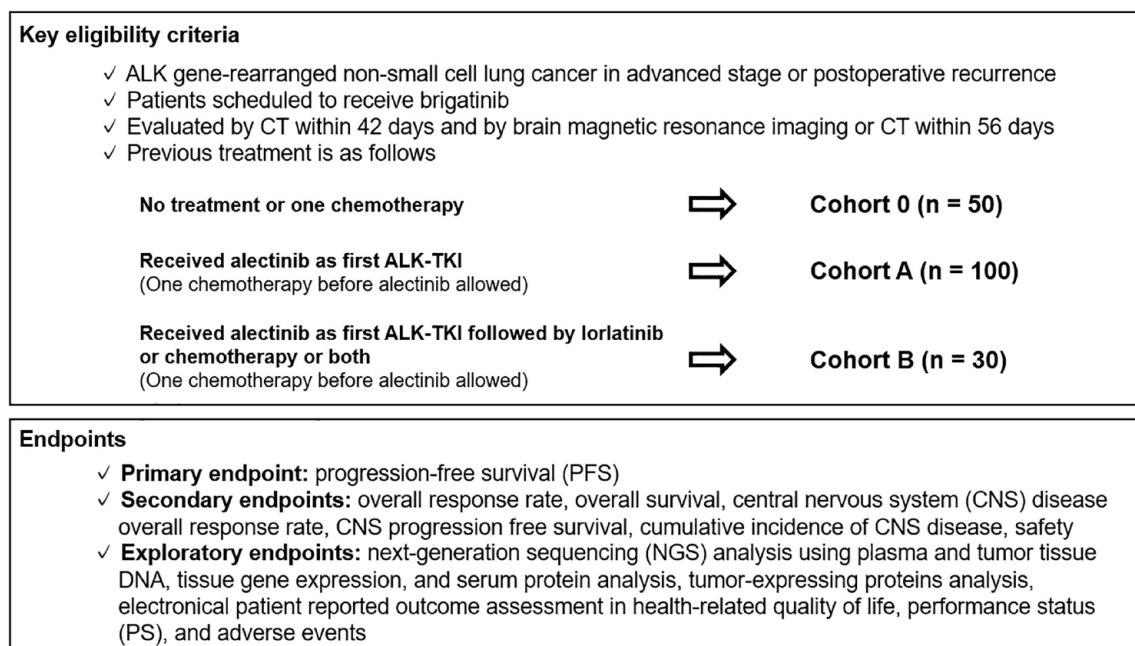 Key eligibility criteria
✓ ALK gene-rearranged non-small cell lung cancer in advanced stage or postoperative recurrence
✓ Patients scheduled to receive brigatinib
✓ Evaluated by CT within 42 days and by brain magnetic resonance imaging or CT within 56 days
✓ Previous treatment is as follows
No treatment or one chemotherapy ⇨ Cohort 0 (n = 50)
Received alectinib as first ALK-TKI
(One chemotherapy before alectinib allowed) ⇨ Cohort A (n = 100)
Received alectinib as first ALK-TKI followed by lorlatinib
or chemotherapy or both ⇨ Cohort B (n = 30)
(One chemotherapy before alectinib allowed)
Endpoints
✓ Primary endpoint: progression-free survival (PFS)
✓ Secondary endpoints: overall response rate, overall survival, central nervous system (CNS) disease
overall response rate, CNS progression free survival, cumulative incidence of CNS disease, safety
✓ Exploratory endpoints: next-generation sequencing (NGS) analysis using plasma and tumor tissue
DNA, tissue gene expression, and serum protein analysis, tumor-expressing proteins analysis,
electronical patient reported outcome assessment in health-related quality of life, performance status
(PS), and adverse events